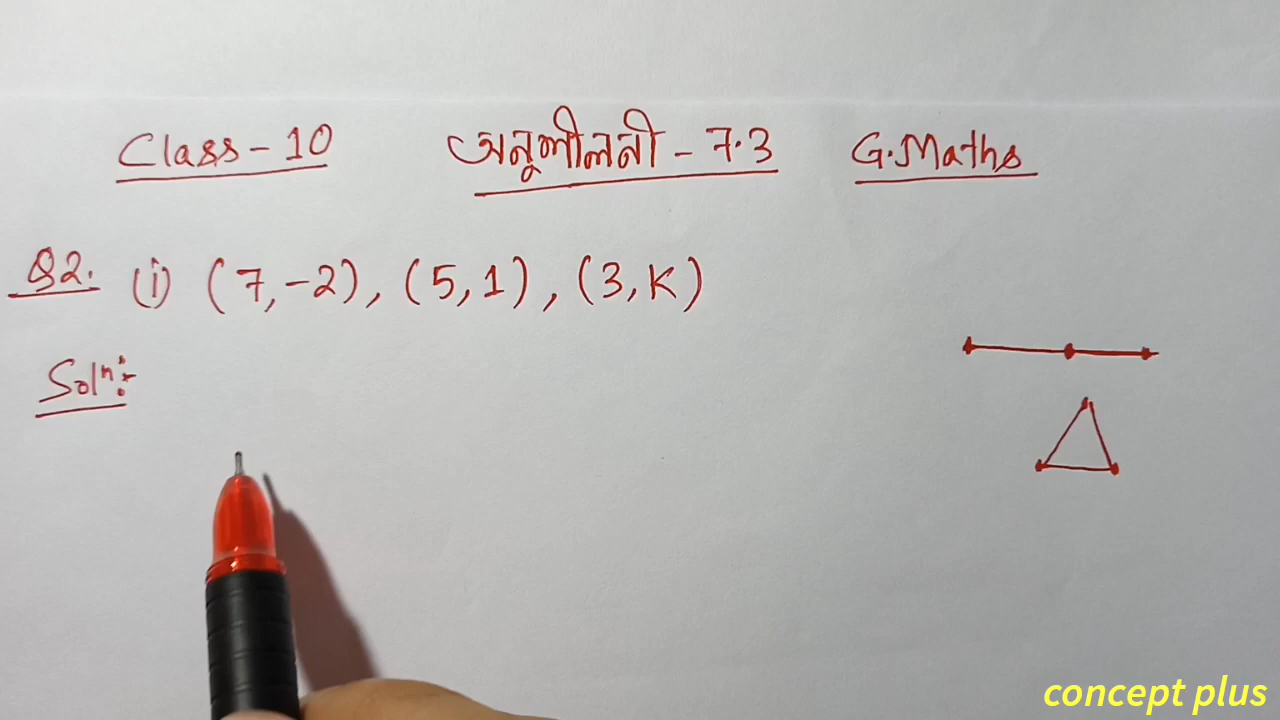 Class - 10 অনুশীলনী - 7.3 G.Maths
Q2. (i) (7, -2), (5, 1), (3, K)
Soln:-
concept plus